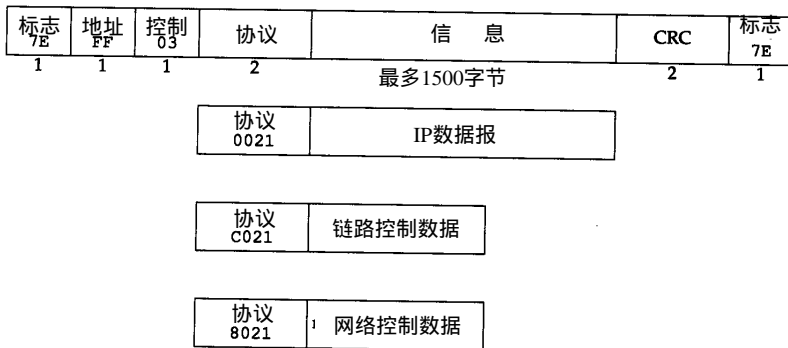 标志 地址 控制 协议 信 息 CRC 标志
7E FF 03 7E
1 1 1 2 最多1500字节 2 1
协议 IP数据报
0021
协议 链路控制数据
C021
协议 网络控制数据
8021 1